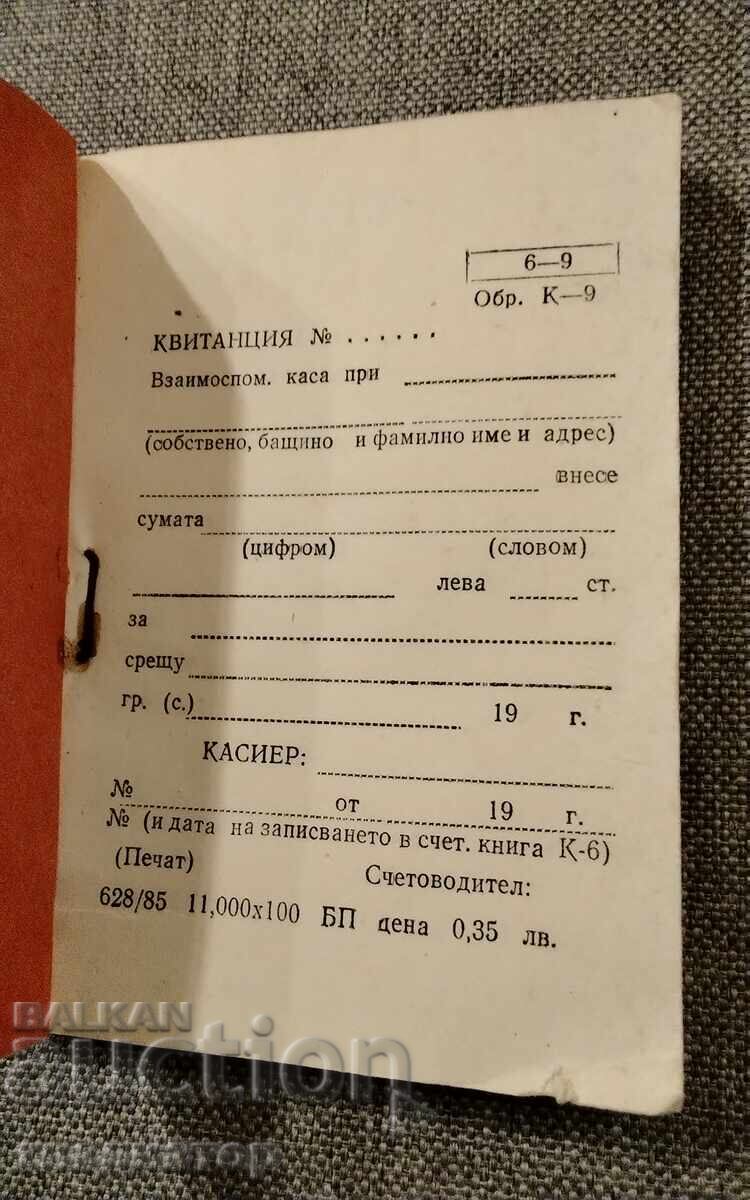 6—9
Обр. К—9
КВИТАНЦИЯ № . . . . . .
Взаимоспом. каса при
(собствено, бащино и фамилно име и адрес)
внесе
сумата
(цифром) (словом)
лева ст.
за
срещу
гр. (с.) 19 г.
КАСИЕР:
№ от 19 г.
№ (и дата на записването в счет. книга К-6)
(Печат) Счетоводител:
628/85 11,000х100 БП цена 0,35 лв.
BALKAN
auction